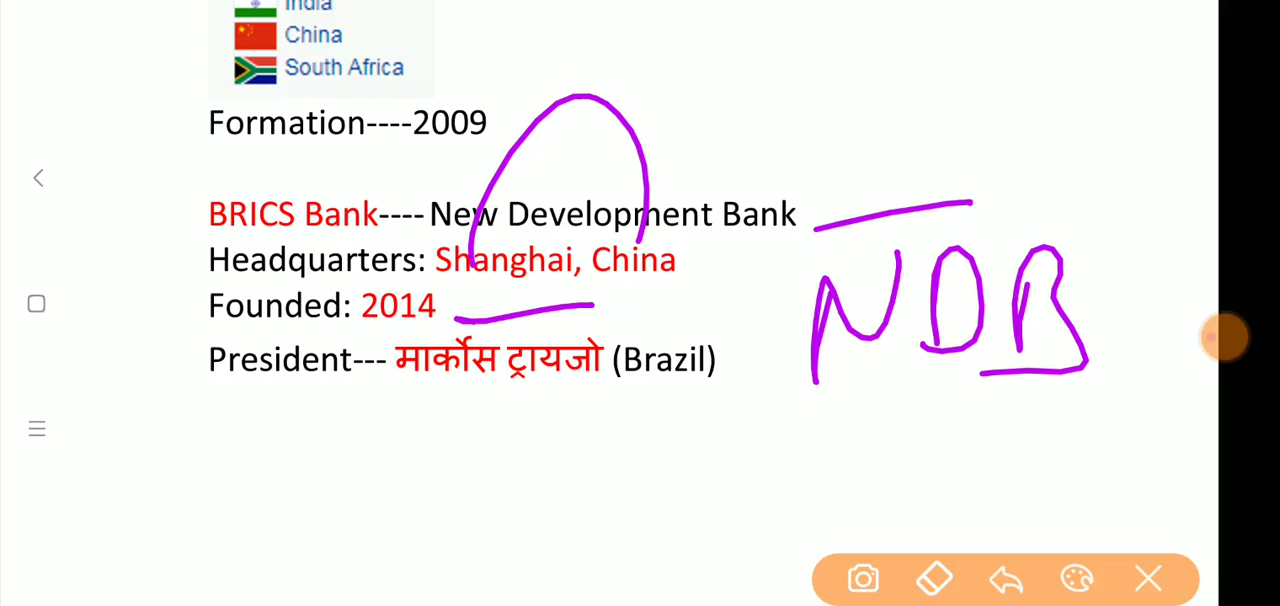 India
China
South Africa
Formation----2009
BRICS Bank----New Development Bank
Headquarters: Shanghai, China
Founded: 2014
President--- मार्कोस ट्रायजो (Brazil)
NDB